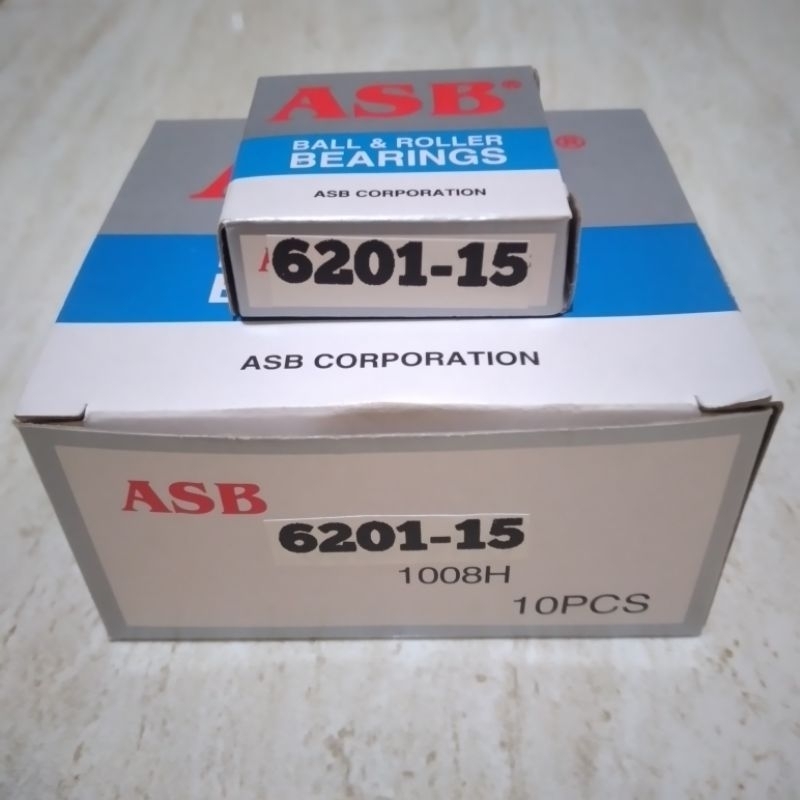 ASB®
BALL & ROLLER
BEARINGS
ASB CORPORATION
6201-15
®
ASB CORPORATION
ASB
6201-15
1008H
10PCS